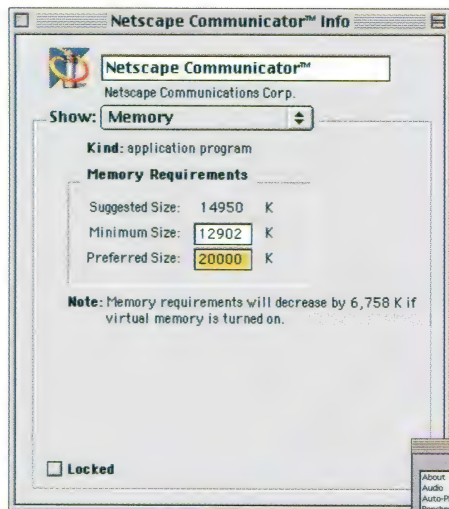 Netscape Communicator™ Info
Netscape Communicator™
Netscape Communications Corp.
Show: Memory
Kind: application program
Memory Requirements
Suggested Size: 14950 K
Minimum Size: 12902 K
Preferred Size: 20000 K
Note: Memory requirements will decrease by 6,758 K if
virtual memory is turned on.
Locked
About
Audio